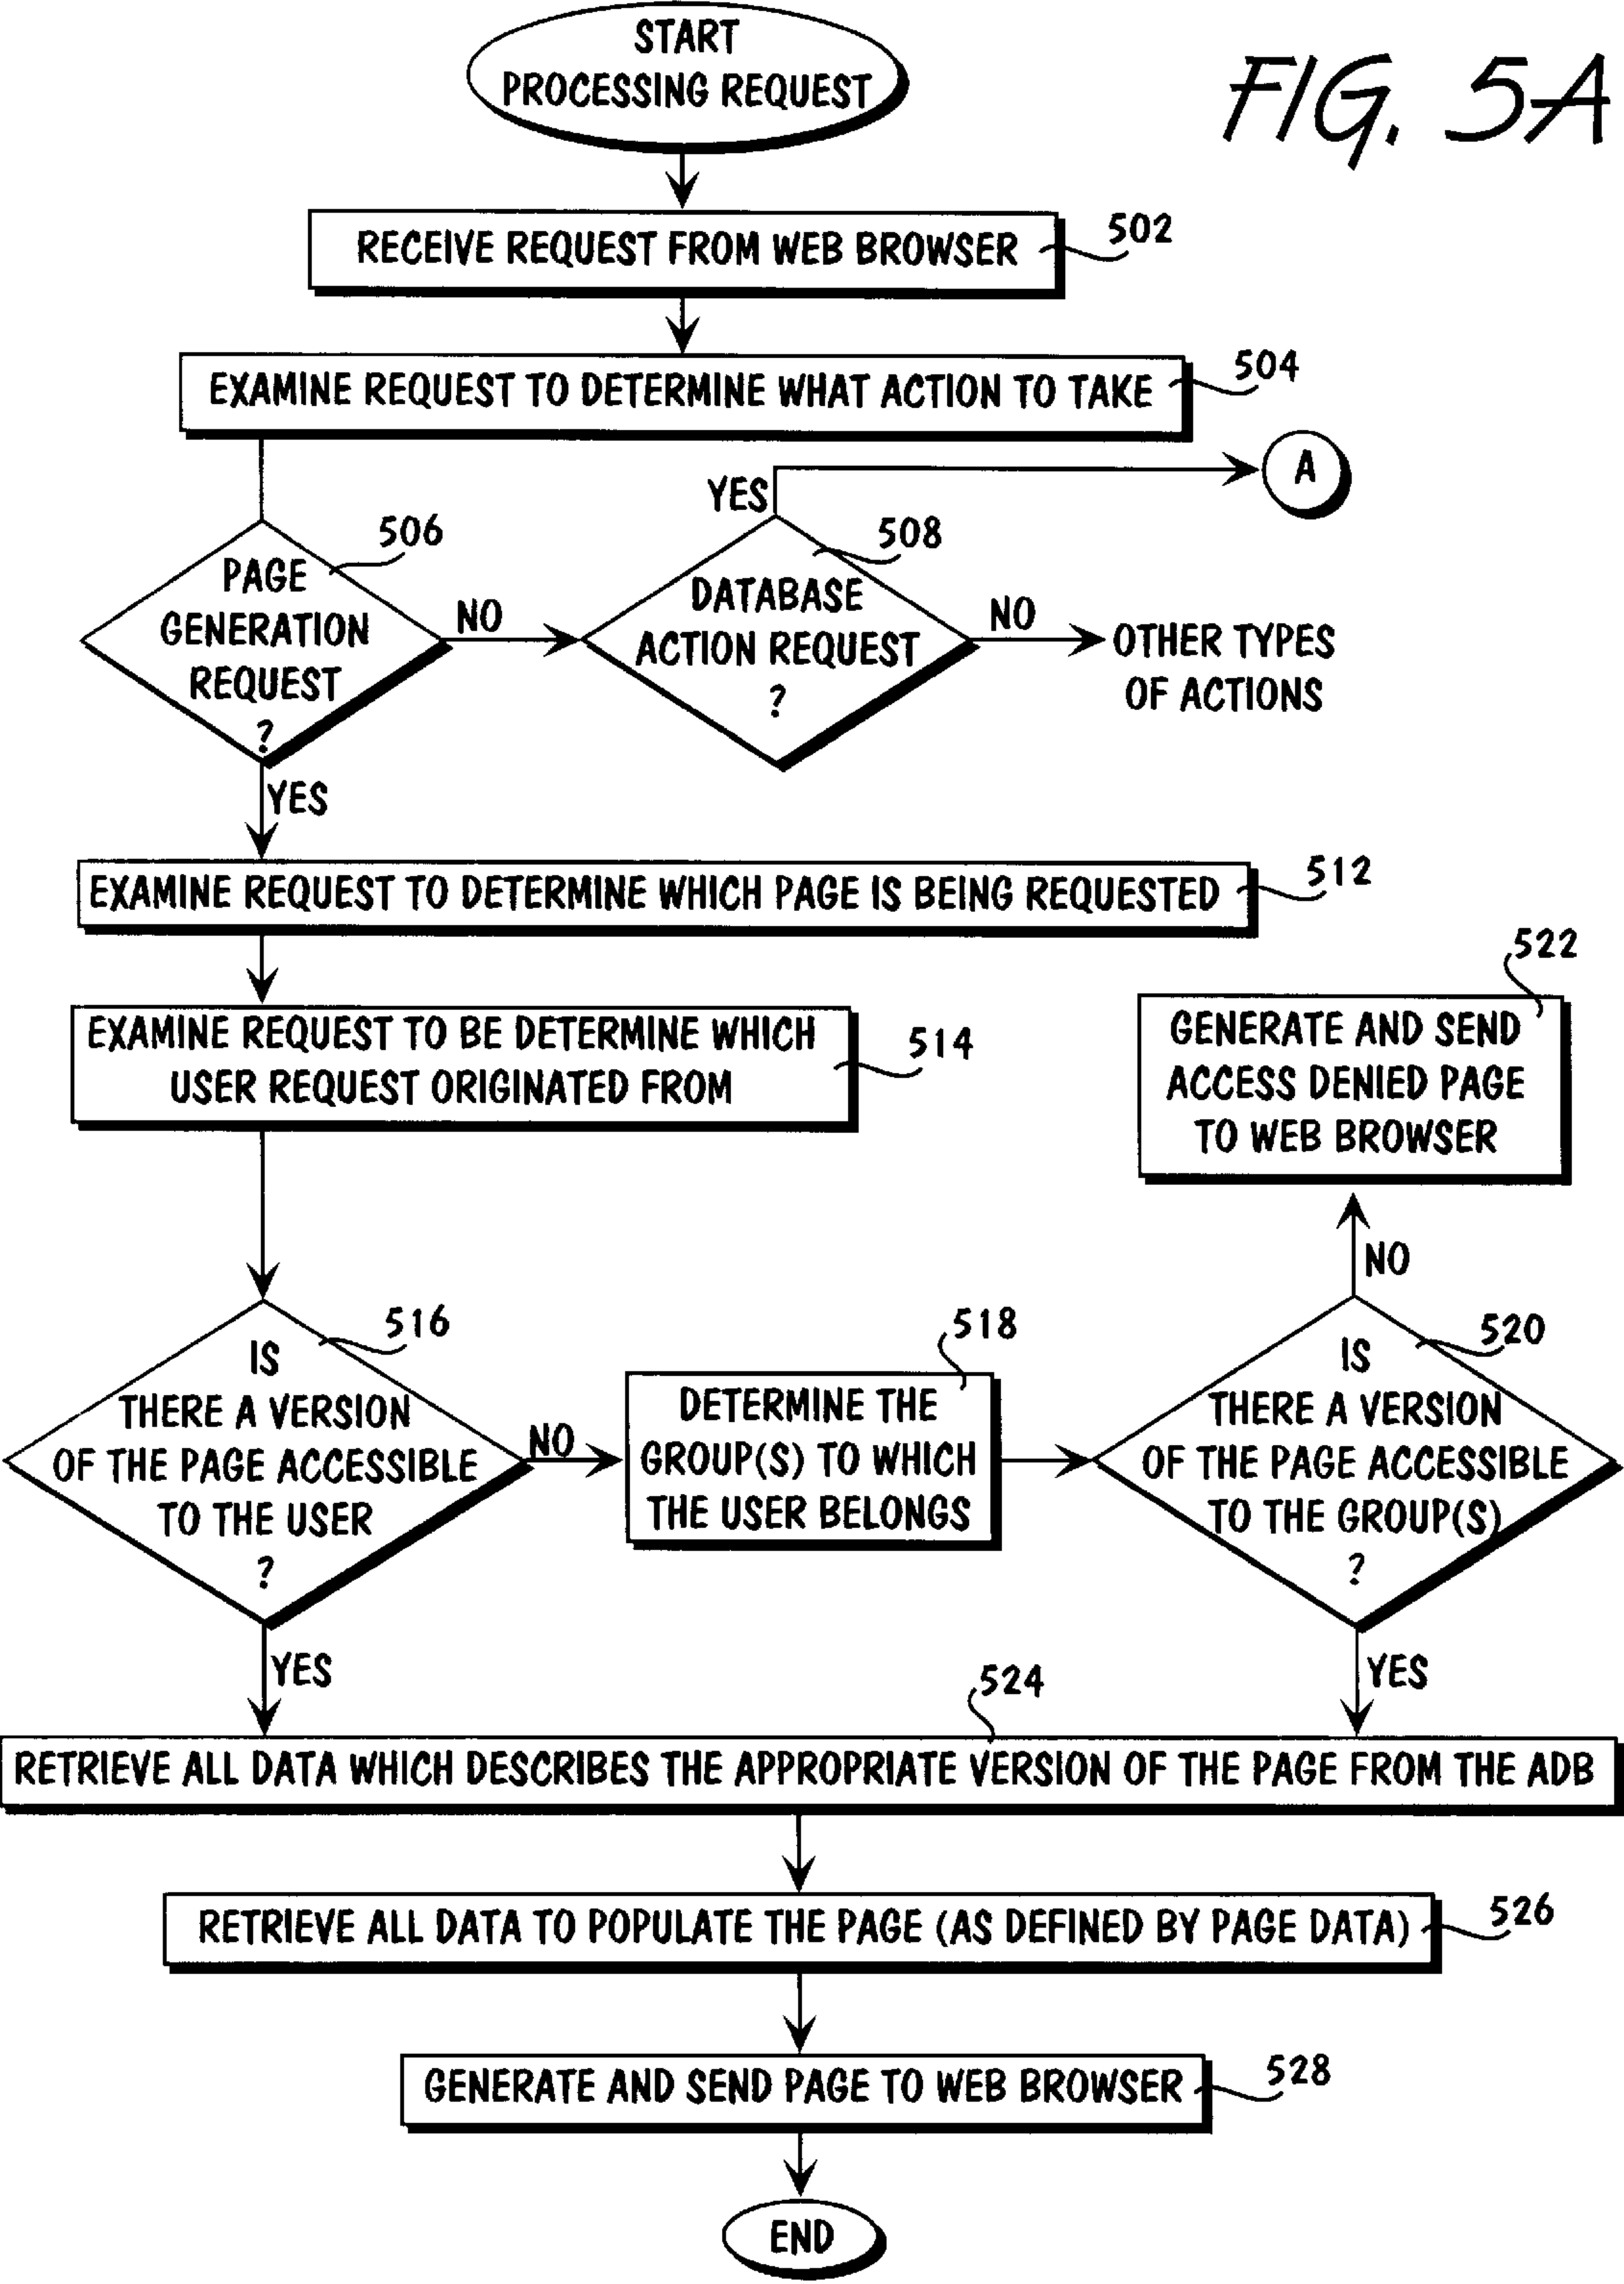 START
PROCESSING REQUEST
FIG. 5A
RECEIVE REQUEST FROM WEB BROWSER
502
EXAMINE REQUEST TO DETERMINE WHAT ACTION TO TAKE
504
A
YES
506
508
PAGE
GENERATION
REQUEST
?
NO
DATABASE
ACTION REQUEST
?
NO
OTHER TYPES
OF ACTIONS
YES
EXAMINE REQUEST TO DETERMINE WHICH PAGE IS BEING REQUESTED
512
522
EXAMINE REQUEST TO BE DETERMINE WHICH
USER REQUEST ORIGINATED FROM
514
GENERATE AND SEND
ACCESS DENIED PAGE
TO WEB BROWSER
NO
516
IS
THERE A VERSION
OF THE PAGE ACCESSIBLE
TO THE USER
?
NO
518
DETERMINE THE
GROUP(S) TO WHICH
THE USER BELONGS
520
IS
THERE A VERSION
OF THE PAGE ACCESSIBLE
TO THE GROUP(S)
?
YES
524
YES
RETRIEVE ALL DATA WHICH DESCRIBES THE APPROPRIATE VERSION OF THE PAGE FROM THE ADB
RETRIEVE ALL DATA TO POPULATE THE PAGE (AS DEFINED BY PAGE DATA)
526
GENERATE AND SEND PAGE TO WEB BROWSER
528
END